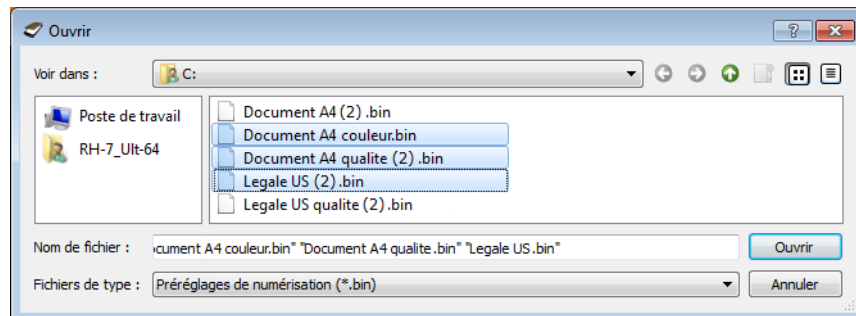 Ouvrir
Voir dans : C:
Poste de travail
RH-7_Ult-64
Document A4 (2) .bin
Document A4 couleur.bin
Document A4 qualite (2) .bin
Legale US (2).bin
Legale US qualite (2).bin
Nom de fichier : cument A4 couleur.bin" "Document A4 qualite.bin" "Legale US.bin" Ouvrir
Fichiers de type : Préréglages de numérisation (*.bin) Annuler